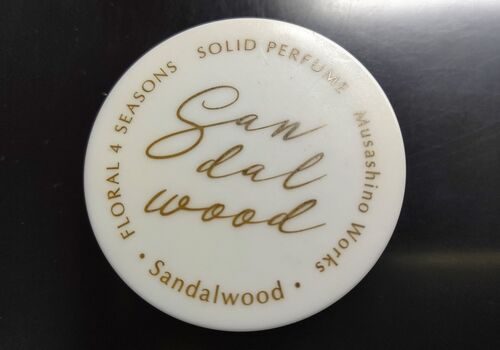 FLORAL 4 SEASONS SOLID PERFUME Musashino Works
San
dal
wood
• Sandalwood •